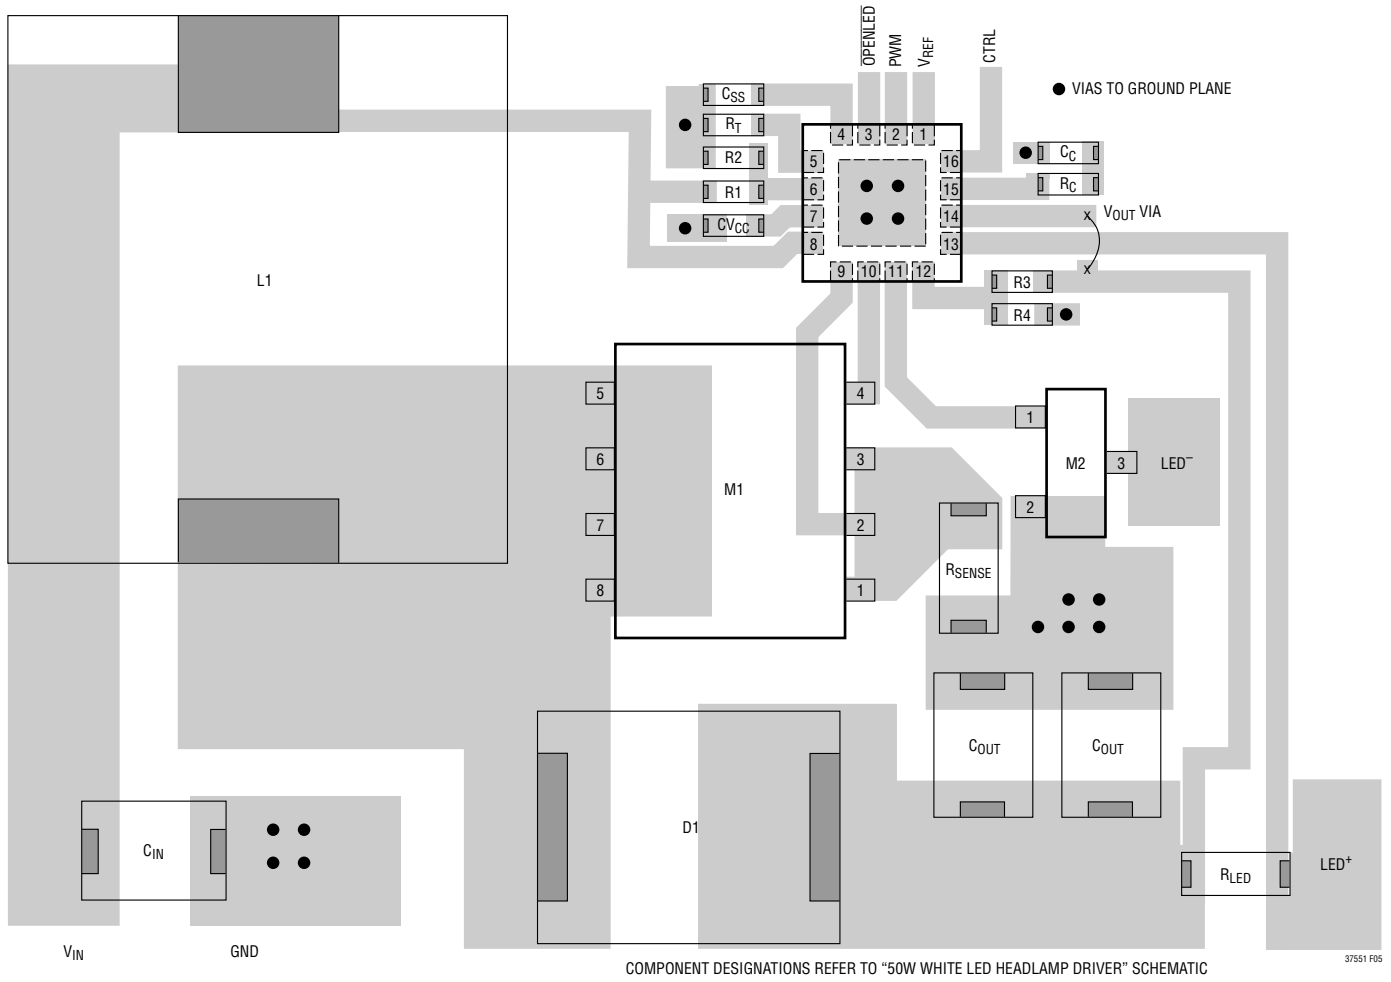 OPENLED
PWM
VREF
CTRL
VIAS TO GROUND PLANE
CSS
RT
R2
R1
CVCC
4
3
2
1
5
6
7
8
16
15
14
13
9
10
11
12
CC
RC
VOUT VIA
x
x
R3
R4
L1
5
6
7
8
M1
4
3
2
1
1
2
M2
3
LED–
RSENSE
COUT
COUT
D1
CIN
RLED
LED+
VIN
GND
COMPONENT DESIGNATIONS REFER TO “50W WHITE LED HEADLAMP DRIVER” SCHEMATIC
37551 F05